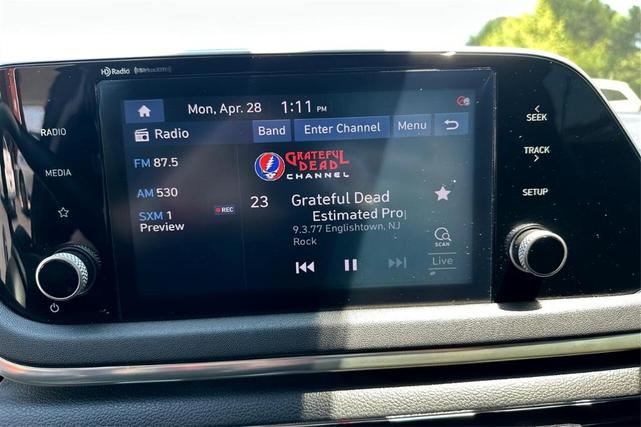 HD Radio SiriusXM
Mon, Apr. 28 1:11 PM
RADIO
MEDIA
Radio
Band
Enter Channel
Menu
FM 87.5
AM 530
SXM 1
Preview
REC
GRATEFUL
DEAD
CHANNEL
23
Grateful Dead
Estimated Pro
9.3.77 Englishtown, NJ
Rock
SCAN
Live
SEEK
TRACK
SETUP